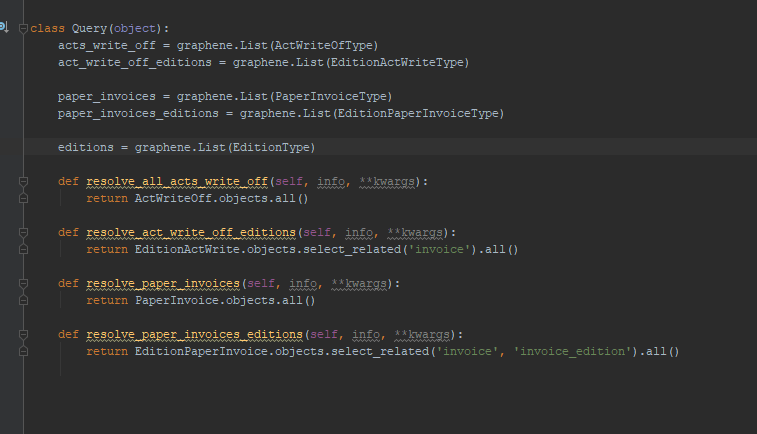 class Query(object):
    acts_write_off = graphene.List(ActWriteOfType)
    act_write_off_editions = graphene.List(EditionActWriteType)

    paper_invoices = graphene.List(PaperInvoiceType)
    paper_invoices_editions = graphene.List(EditionPaperInvoiceType)

    editions = graphene.List(EditionType)

    def resolve_all_acts_write_off(self, info, **kwargs):
        return ActWriteOff.objects.all()

    def resolve_act_write_off_editions(self, info, **kwargs):
        return EditionActWrite.objects.select_related('invoice').all()

    def resolve_paper_invoices(self, info, **kwargs):
        return PaperInvoice.objects.all()

    def resolve_paper_invoices_editions(self, info, **kwargs):
        return EditionPaperInvoice.objects.select_related('invoice', 'invoice_edition').all()